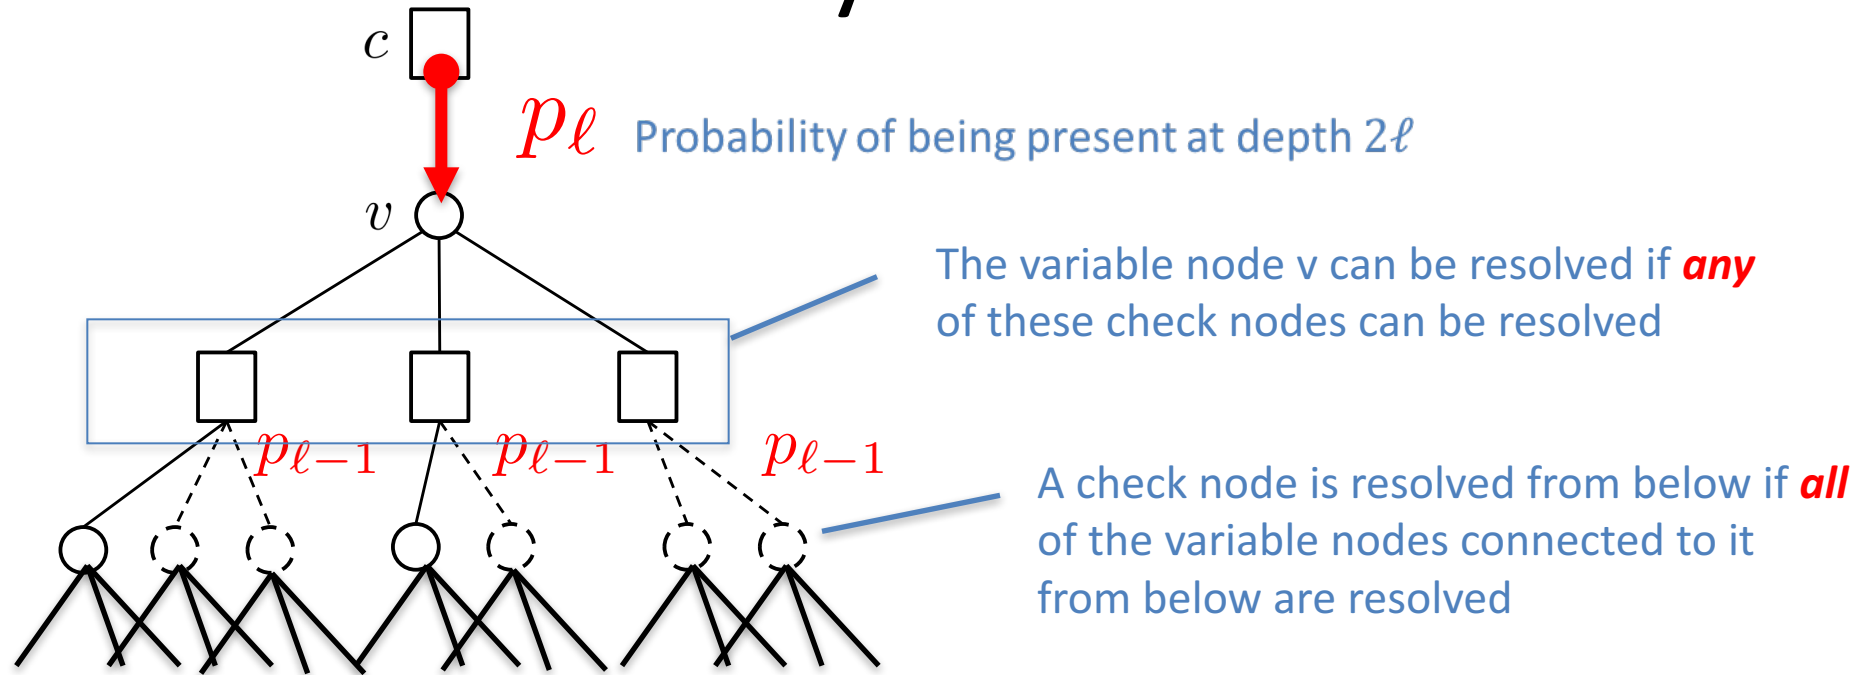 c
p_ℓ Probability of being present at depth 2ℓ
v
The variable node v can be resolved if any
of these check nodes can be resolved
p_{ℓ−1} p_{ℓ−1} p_{ℓ−1}
A check node is resolved from below if all
of the variable nodes connected to it
from below are resolved